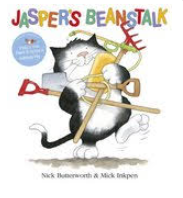 JASPER'S BEANSTALK
Nick Butterworth & Mick Inkpen